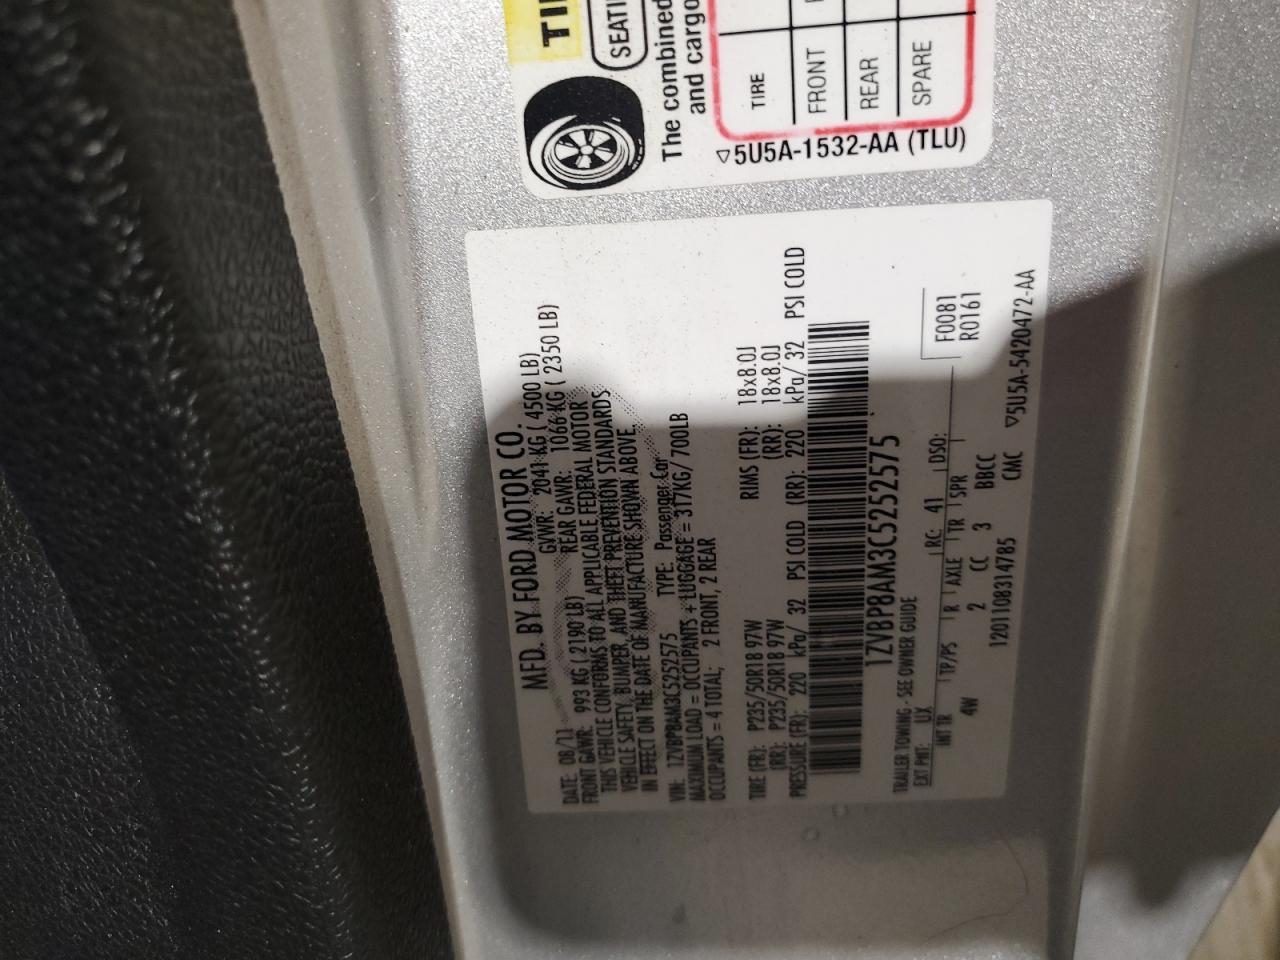 TIRE
FRONT
REAR
SPARE
The combined
and cargo
▽5U5A-1532-AA (TLU)
MFD. BY FORD MOTOR CO.
DATE: 08/11 GVWR: 2041 KG ( 4500 LB)
FRONT GAWR: 993 KG ( 2190 LB) REAR GAWR: 1066 KG ( 2350 LB)
THIS VEHICLE CONFORMS TO ALL APPLICABLE FEDERAL MOTOR
VEHICLE SAFETY, BUMPER, AND THEFT PREVENTION STANDARDS
IN EFFECT ON THE DATE OF MANUFACTURE SHOWN ABOVE.
VIN: 1ZVBP8AM3C5252575 TYPE: Passenger Car
MAXIMUM LOAD = OCCUPANTS + LUGGAGE = 317KG/ 700LB
OCCUPANTS = 4 TOTAL; 2 FRONT, 2 REAR
TIRE (FR): P235/50R18 97W RIMS (FR): 18x8.0J
(RR): P235/50R18 97W (RR): 18x8.0J
PRESSURE (FR): 220 kPa/ 32 PSI COLD (RR): 220 kPa/ 32 PSI COLD
1ZVBP8AM3C5252575
TRAILER TOWING - SEE OWNER GUIDE
EXT PNT: UX RC: 41 DSO: F0081
R0161
INT TR TP/PS R AXLE TR SPR
4W 2 CC 3 BBCC
12011108314785 CMC ▽5U5A-5420472-AA